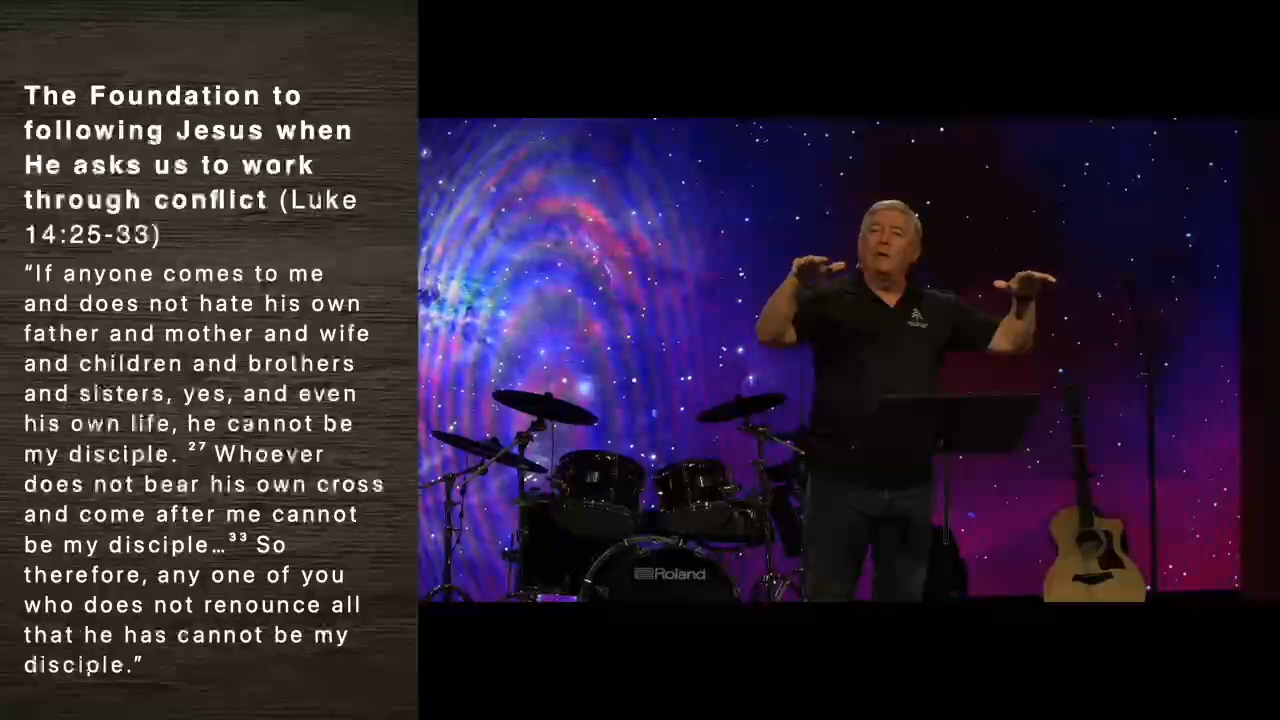 The Foundation to
following Jesus when
He asks us to work
through conflict (Luke
14:25-33)
“If anyone comes to me
and does not hate his own
father and mother and wife
and children and brothers
and sisters, yes, and even
his own life, he cannot be
my disciple. ²⁷ Whoever
does not bear his own cross
and come after me cannot
be my disciple…³³ So
therefore, any one of you
who does not renounce all
that he has cannot be my
disciple.”
Roland